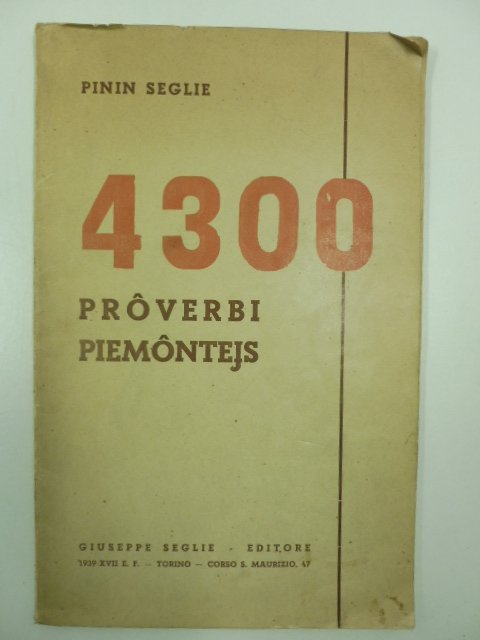 PININ SEGLIE
4300
PRÔVERBI
PIEMÔNTEJS
GIUSEPPE SEGLIE - EDITORE
1939 XVII E. F. — TORINO — CORSO S. MAURIZIO, 47